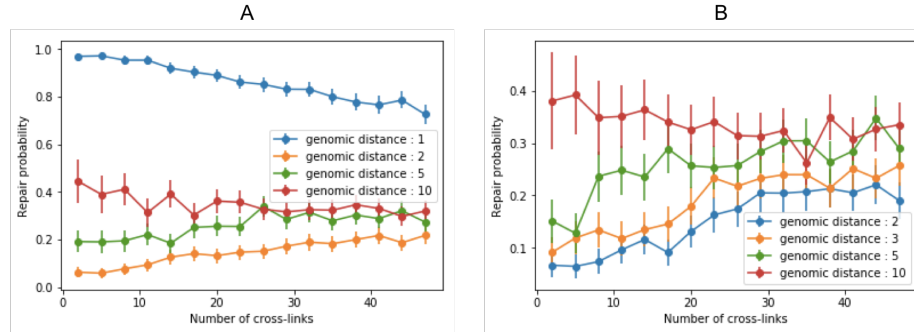 A
B
1.0
0.8
0.6
0.4
0.2
0.0
Repair probability
genomic distance : 1
genomic distance : 2
genomic distance : 5
genomic distance : 10
0
10
20
30
40
Number of cross-links
0.4
0.3
0.2
0.1
Repair probability
genomic distance : 2
genomic distance : 3
genomic distance : 5
genomic distance : 10
0
10
20
30
40
Number of cross-links